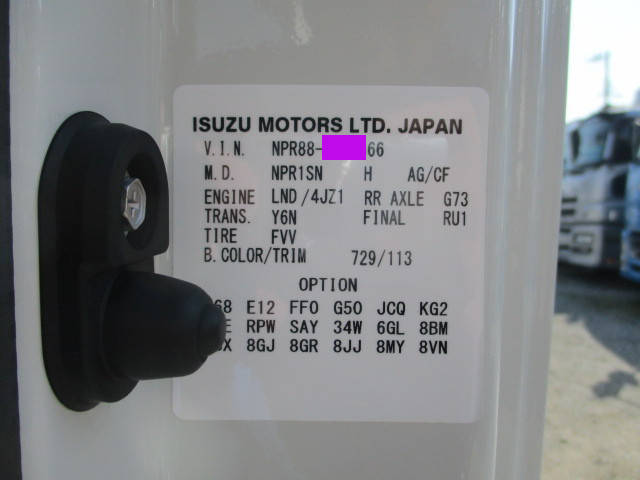 ISUZU MOTORS LTD. JAPAN
V.I.N. NPR88- 66
M.D. NPR1SN H AG/CF
ENGINE LND/4JZ1 RR AXLE G73
TRANS. Y6N FINAL RU1
TIRE FVV
B.COLOR/TRIM 729/113
OPTION
E12 FF0 G50 JCQ KG2
RPW SAY 34W 6GL 8BM
8GJ 8GR 8JJ 8MY 8VN